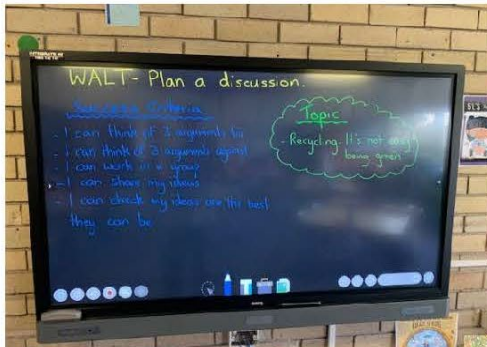 WALT - Plan a discussion.
Success Criteria
- I can think of 3 arguments for
- I can think of 3 arguments against
- I can work in a group
- I can share my ideas
- I can check my ideas are the best
they can be
Topic
- Recycling. It's not easy
being green